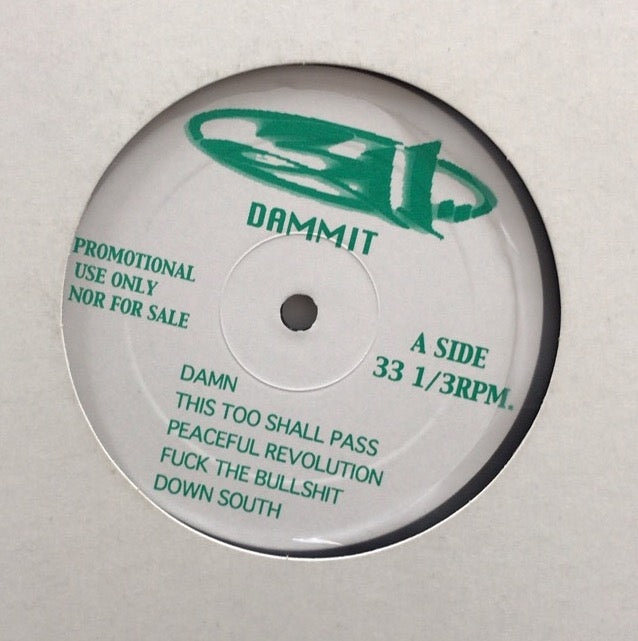 311
DAMMIT
PROMOTIONAL
USE ONLY
NOR FOR SALE
A SIDE
33 1/3RPM.
DAMN
THIS TOO SHALL PASS
PEACEFUL REVOLUTION
FUCK THE BULLSHIT
DOWN SOUTH